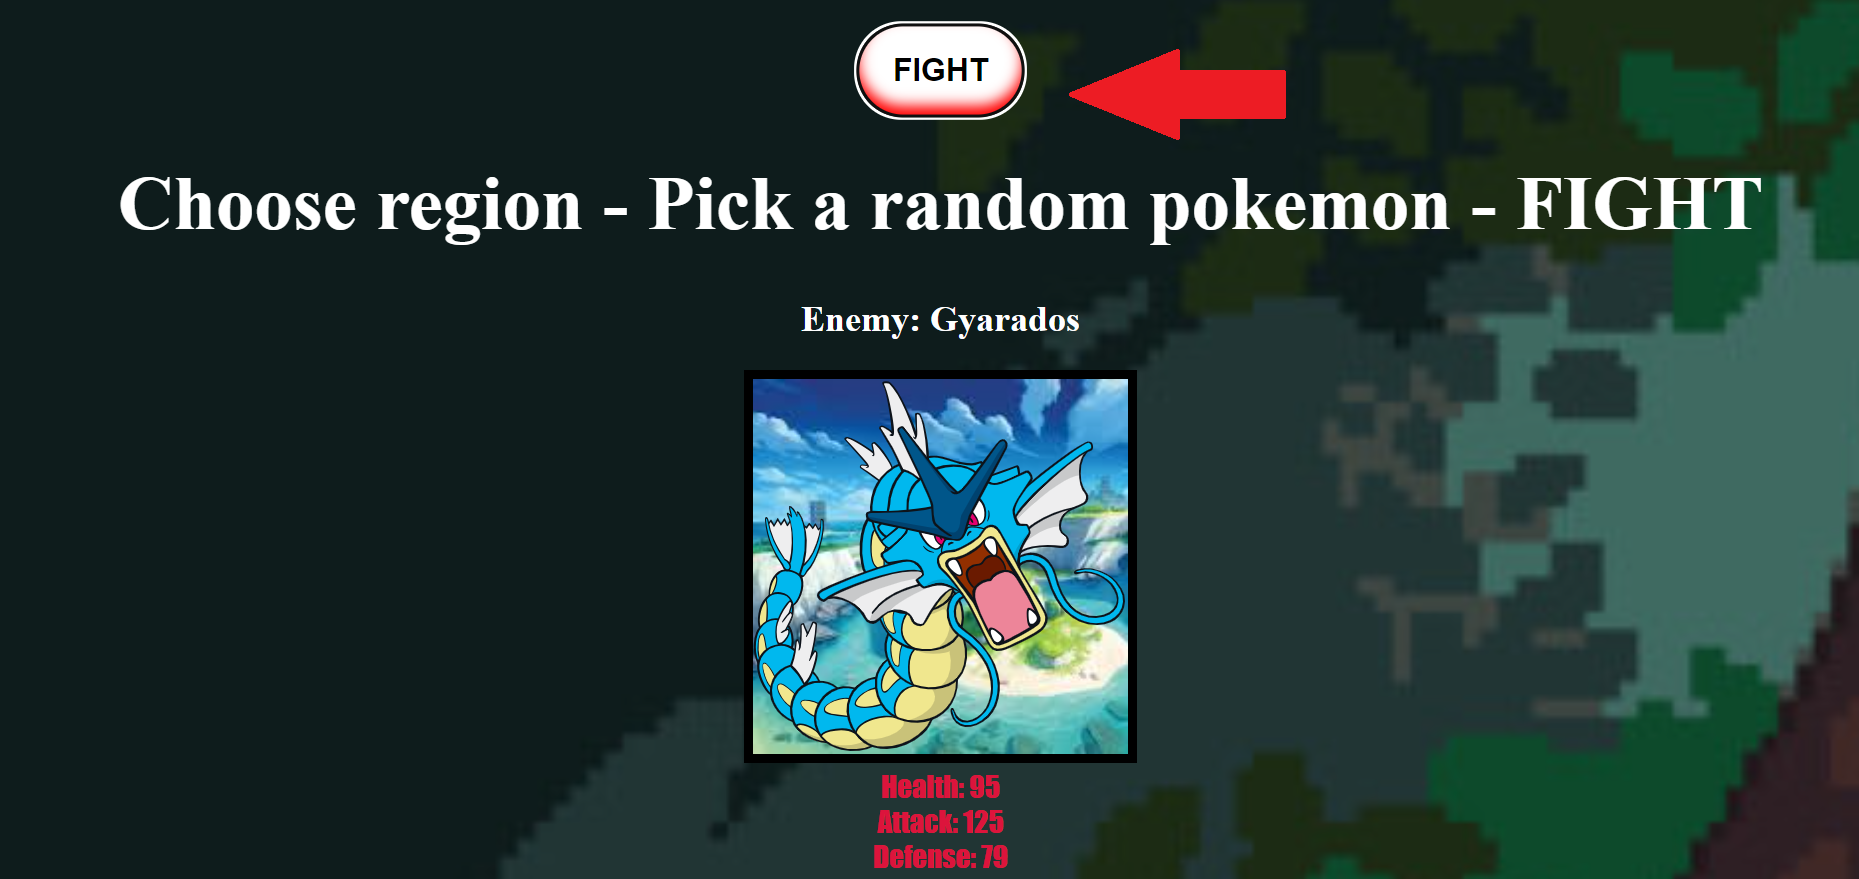 FIGHT
Choose region - Pick a random pokemon - FIGHT
Enemy: Gyarados
Health: 95
Attack: 125
Defense: 79